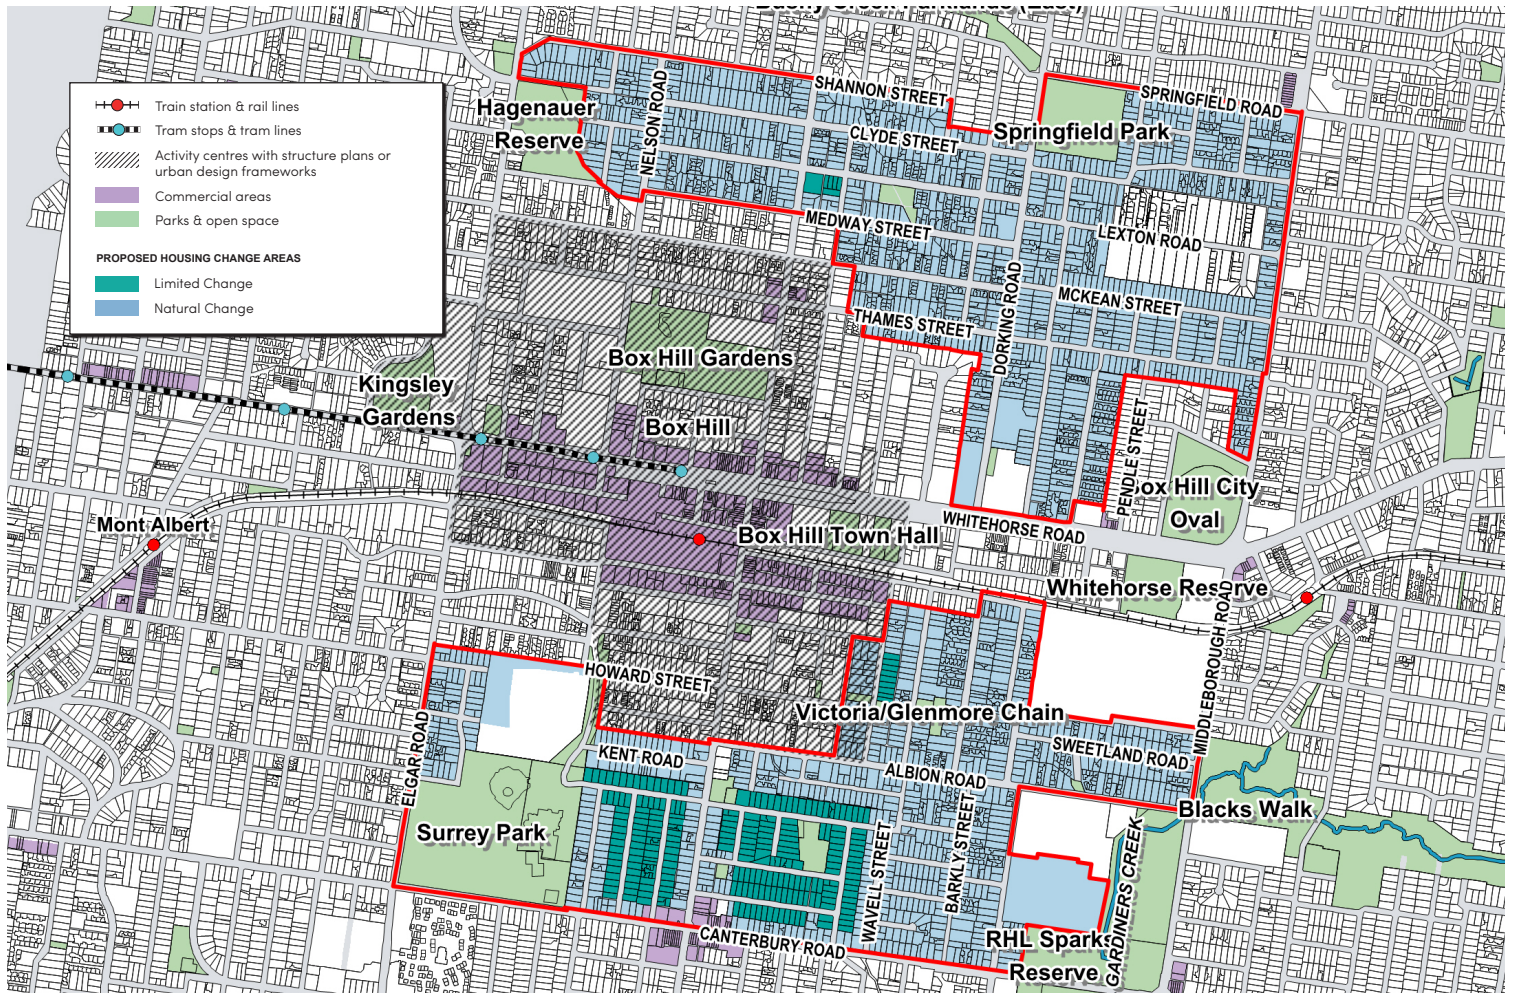 Bushy Creek Parklands (East)
Train station & rail lines
Tram stops & tram lines
Activity centres with structure plans or
urban design frameworks
Commercial areas
Parks & open space
PROPOSED HOUSING CHANGE AREAS
Limited Change
Natural Change
Hagenauer
Reserve
NELSON ROAD
SHANNON STREET
CLYDE STREET
SPRINGFIELD ROAD
Springfield Park
MEDWAY STREET
LEXTON ROAD
MCKEAN STREET
DORKING ROAD
THAMES STREET
Box Hill Gardens
Kingsley
Gardens
Box Hill
PENDLE STREET
Box Hill City
Oval
Mont Albert
Box Hill Town Hall
WHITEHORSE ROAD
Whitehorse Reserve
MIDDLEBOROUGH ROAD
HOWARD STREET
Victoria/Glenmore Chain
ELGAR ROAD
KENT ROAD
ALBION ROAD
SWEETLAND ROAD
Surrey Park
WAVELL STREET
BARKLY STREET
Blacks Walk
GARDINERS CREEK
CANTERBURY ROAD
RHL Sparks
Reserve